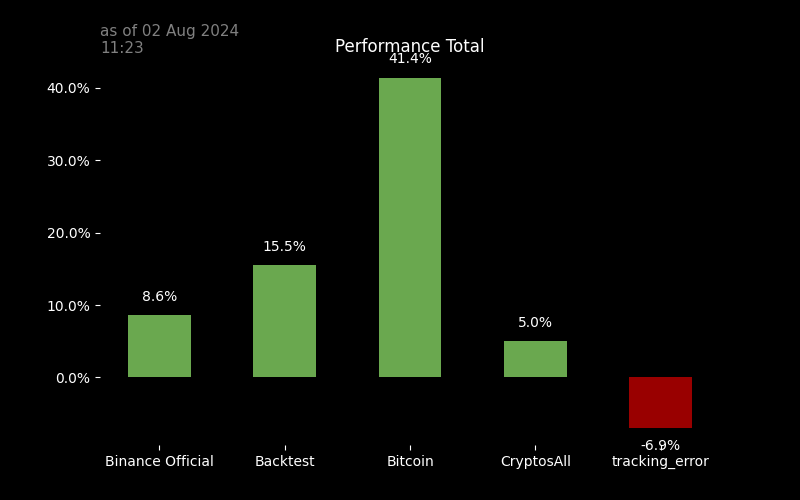 as of 02 Aug 2024
11:23
Performance Total
41.4%
40.0%
30.0%
20.0%
15.5%
10.0%
8.6%
5.0%
0.0%
-6.9%
Binance Official
Backtest
Bitcoin
CryptosAll
tracking_error